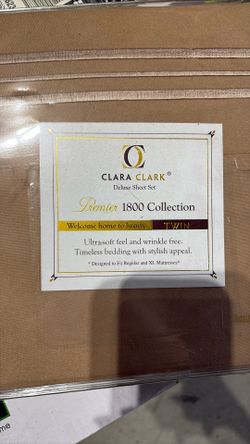 CLARA CLARK®
Deluxe Sheet Set
Premier 1800 Collection
Welcome home to luxury TWIN
Ultrasoft feel and wrinkle free.
Timeless bedding with stylish appeal.
* Designed to Fit Regular and XL Mattresses*
me